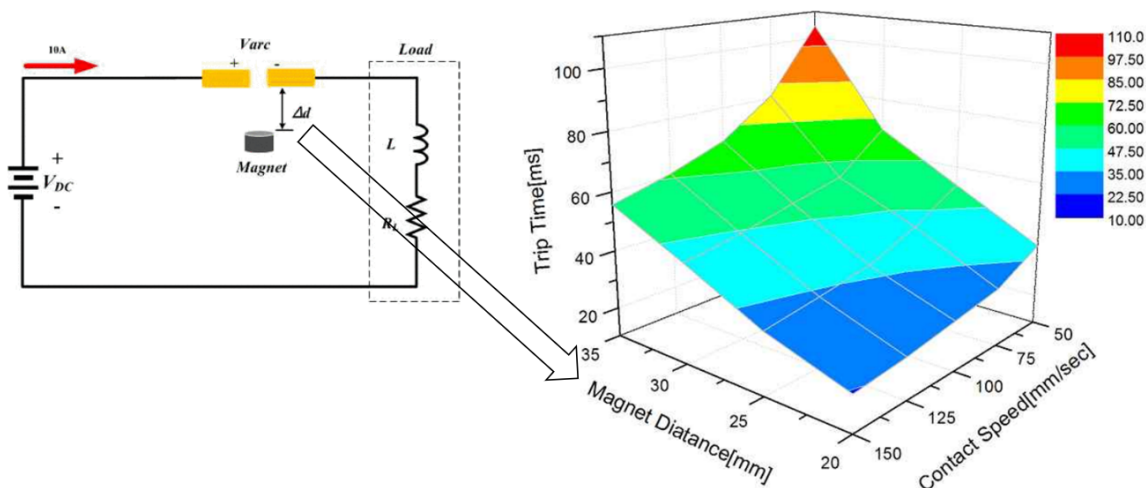 10A
Varc
+ -
Load
Δd
Magnet
L
R1
+
VDC
-
Trip Time[ms]
100
80
60
40
20
35
30
25
20
Magnet Diatance[mm]
150
125
100
75
50
Contact Speed[mm/sec]
110.0
97.50
85.00
72.50
60.00
47.50
35.00
22.50
10.00